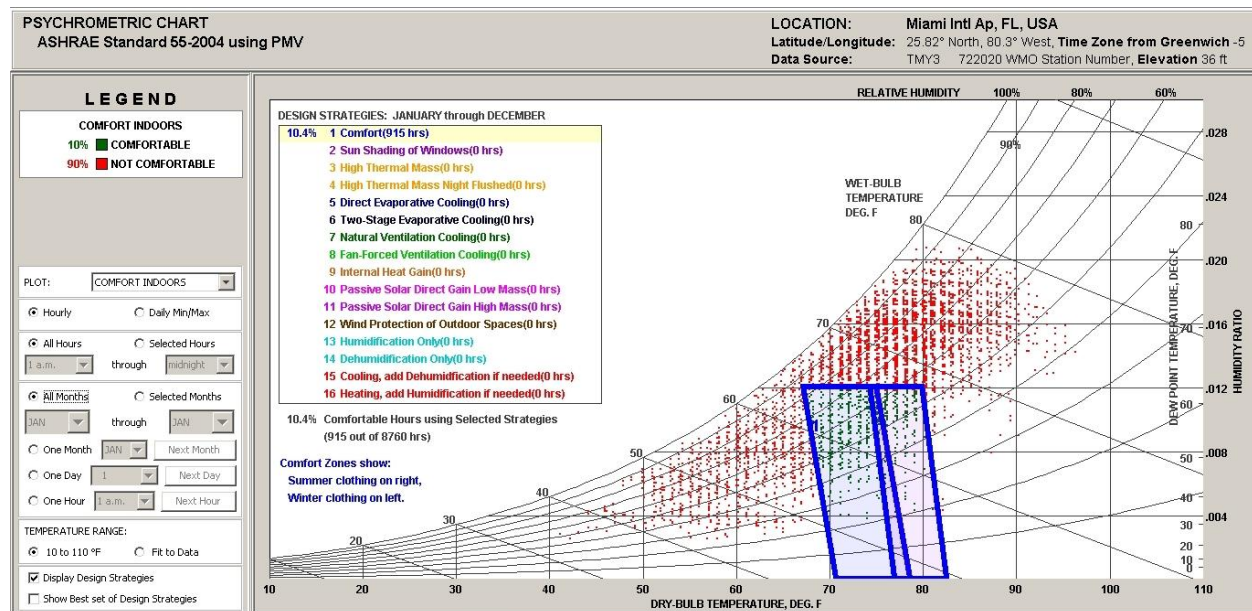 PSYCHROMETRIC CHART
ASHRAE Standard 55-2004 using PMV
LOCATION: Miami Intl Ap, FL, USA
Latitude/Longitude: 25.82° North, 80.3° West, Time Zone from Greenwich -5
Data Source: TMY3 722020 WMO Station Number, Elevation 36 ft
LEGEND
COMFORT INDOORS
10% COMFORTABLE
90% NOT COMFORTABLE
PLOT: COMFORT INDOORS
Hourly Daily Min/Max
All Hours Selected Hours
1 a.m. through midnight
All Months Selected Months
JAN through JAN
One Month JAN Next Month
One Day 1 Next Day
One Hour 1 a.m. Next Hour
TEMPERATURE RANGE:
10 to 110 °F Fit to Data
Display Design Strategies
Show Best set of Design Strategies
RELATIVE HUMIDITY 100% 80% 60%
90%
DESIGN STRATEGIES: JANUARY through DECEMBER
10.4% 1 Comfort(915 hrs)
2 Sun Shading of Windows(0 hrs)
3 High Thermal Mass(0 hrs)
4 High Thermal Mass Night Flushed(0 hrs)
5 Direct Evaporative Cooling(0 hrs)
6 Two-Stage Evaporative Cooling(0 hrs)
7 Natural Ventilation Cooling(0 hrs)
8 Fan-Forced Ventilation Cooling(0 hrs)
9 Internal Heat Gain(0 hrs)
10 Passive Solar Direct Gain Low Mass(0 hrs)
11 Passive Solar Direct Gain High Mass(0 hrs)
12 Wind Protection of Outdoor Spaces(0 hrs)
13 Humidification Only(0 hrs)
14 Dehumidification Only(0 hrs)
15 Cooling, add Dehumidfication if needed(0 hrs)
16 Heating, add Humidification if needed(0 hrs)
10.4% Comfortable Hours using Selected Strategies
(915 out of 8760 hrs)
Comfort Zones show:
Summer clothing on right,
Winter clothing on left.
WET-BULB
TEMPERATURE
DEG. F
80
70
60
50
40
30
20
1
.028
.024
.020
.016
.012
.008
.004
HUMIDITY RATIO
80
70
60
50
40
30
20
10
0
DEW POINT TEMPERATURE, DEG. F
10 20 30 40 50 60 70 80 90 100 110
DRY-BULB TEMPERATURE, DEG. F